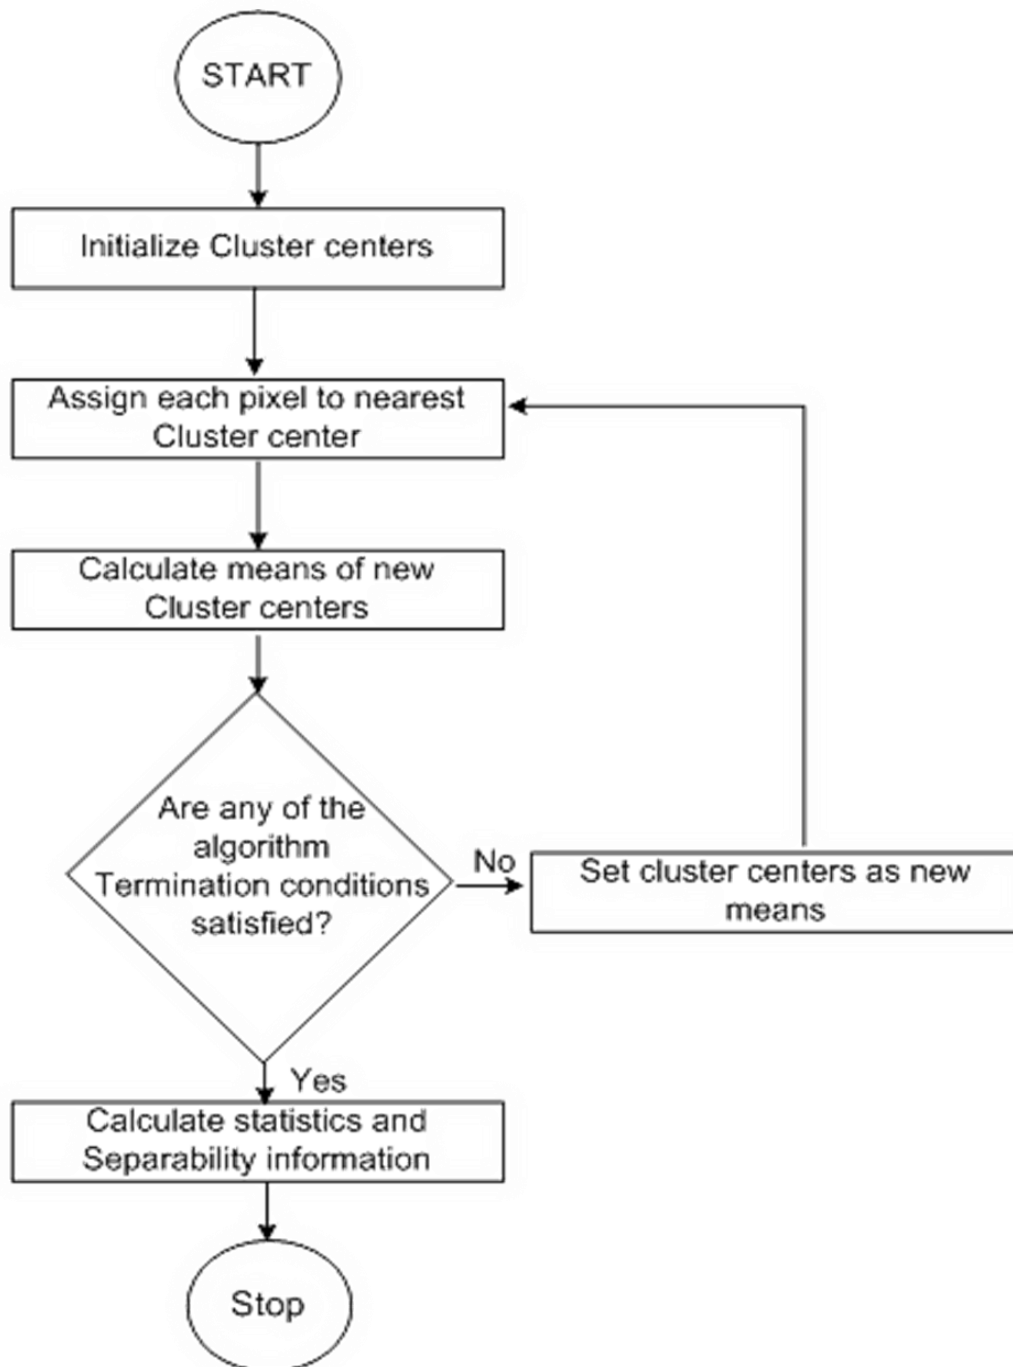 START
Initialize Cluster centers
Assign each pixel to nearest
Cluster center
Calculate means of new
Cluster centers
Are any of the
algorithm
Termination conditions
satisfied?
No
Set cluster centers as new
means
Yes
Calculate statistics and
Separability information
Stop